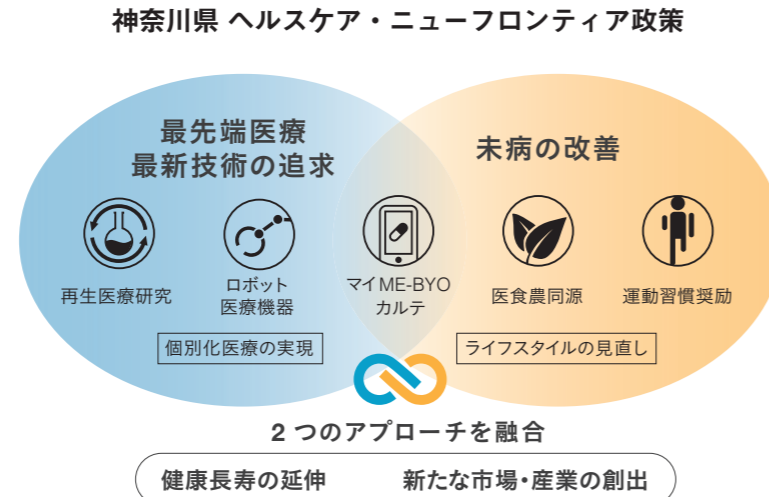 神奈川県 ヘルスケア・ニューフロンティア政策
最先端医療
最新技術の追求
未病の改善
再生医療研究
ロボット
医療機器
マイME-BYO
カルテ
医食農同源
運動習慣奨励
個別化医療の実現
ライフスタイルの見直し
2つのアプローチを融合
健康長寿の延伸
新たな市場・産業の創出